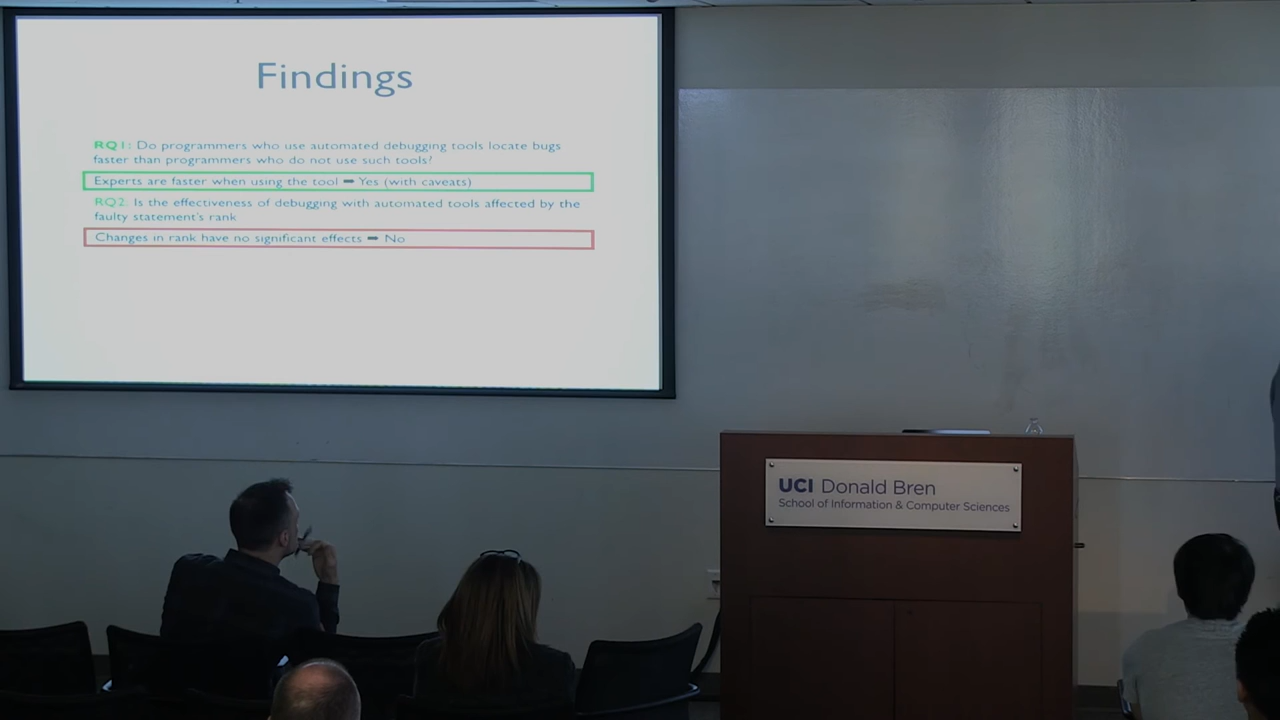 Findings
RQ1: Do programmers who use automated debugging tools locate bugs
faster than programmers who do not use such tools?
Experts are faster when using the tool ➡ Yes (with caveats)
RQ2: Is the effectiveness of debugging with automated tools affected by the
faulty statement's rank
Changes in rank have no significant effects ➡ No
UCI Donald Bren
School of Information & Computer Sciences